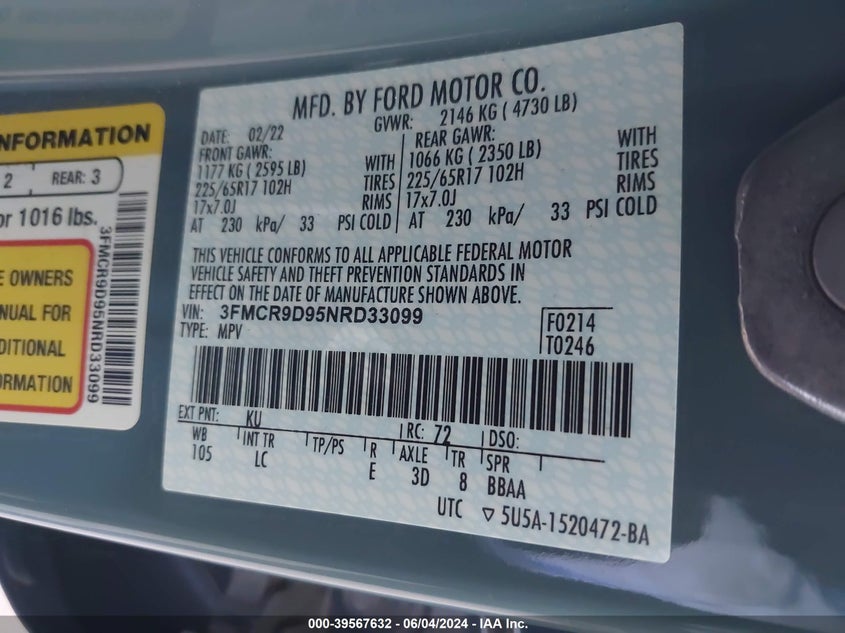 NFORMATION
2 REAR: 3
or 1016 lbs.
E OWNERS
NUAL FOR
DITIONAL
ORMATION
3FMCR9D95NRD33099
MFD. BY FORD MOTOR CO.
DATE: 02/22 GVWR: 2146 KG ( 4730 LB)
FRONT GAWR: REAR GAWR:
1177 KG ( 2595 LB) WITH 1066 KG ( 2350 LB) WITH
225/65R17 102H TIRES 225/65R17 102H TIRES
17x7.0J RIMS 17x7.0J RIMS
AT 230 kPa/ 33 PSI COLD AT 230 kPa/ 33 PSI COLD
THIS VEHICLE CONFORMS TO ALL APPLICABLE FEDERAL MOTOR
VEHICLE SAFETY AND THEFT PREVENTION STANDARDS IN
EFFECT ON THE DATE OF MANUFACTURE SHOWN ABOVE.
VIN: 3FMCR9D95NRD33099 F0214
TYPE: MPV T0246
EXT PNT: KU RC: 72 DSO:
WB INT TR TP/PS R AXLE TR SPR
105 LC E 3D 8 BBAA
UTC ▽ 5U5A-1520472-BA
000-39567632 - 06/04/2024 - IAA Inc.